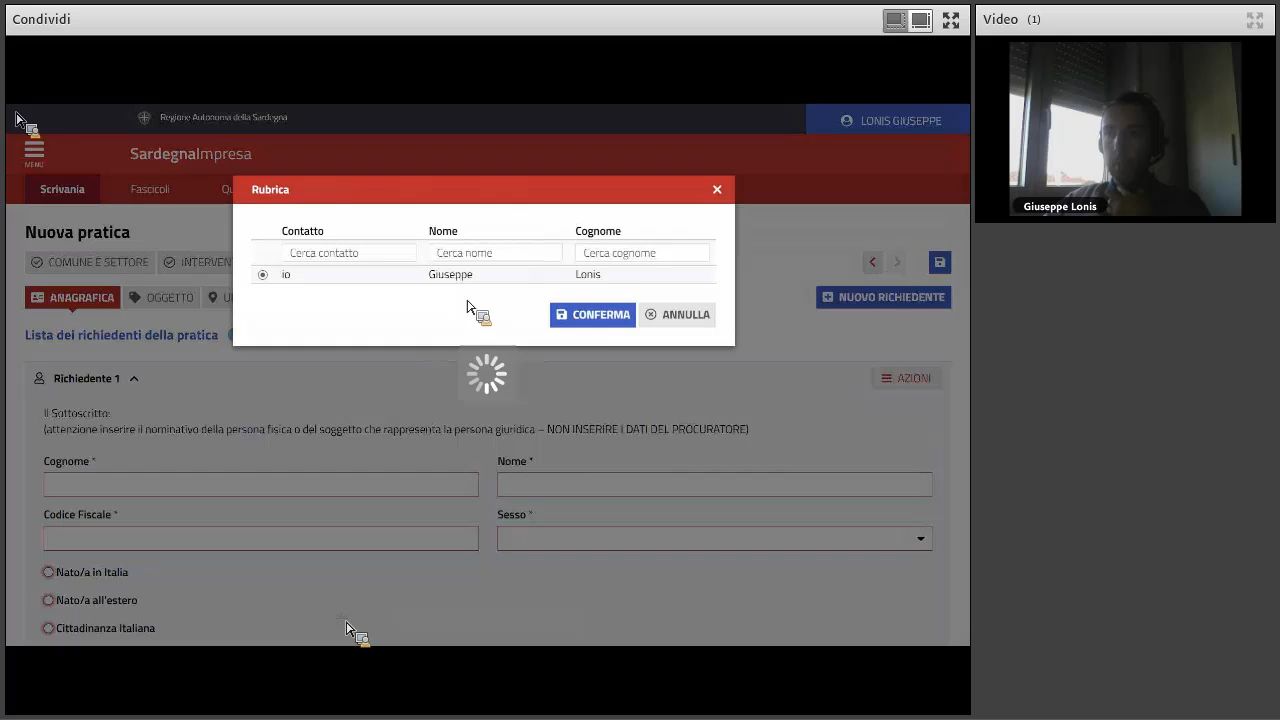 Condividi
Video (1)
Regione Autonoma della Sardegna
LONIS GIUSEPPE
MENU
SardegnaImpresa
Scrivania
Fascicoli
Qu
Rubrica
Contatto
Nome
Cognome
Cerca contatto
Cerca nome
Cerca cognome
io
Giuseppe
Lonis
CONFERMA
ANNULLA
Giuseppe Lonis
Nuova pratica
COMUNE E SETTORE
INTERVENT
ANAGRAFICA
OGGETTO
NUOVO RICHIEDENTE
Lista dei richiedenti della pratica
Richiedente 1
AZIONI
Il Sottoscritto:
(attenzione inserire il nominativo della persona fisica o del soggetto che rappresenta la persona giuridica – NON INSERIRE I DATI DEL PROCURATORE)
Cognome *
Nome *
Codice Fiscale *
Sesso *
Nato/a in Italia
Nato/a all'estero
Cittadinanza Italiana